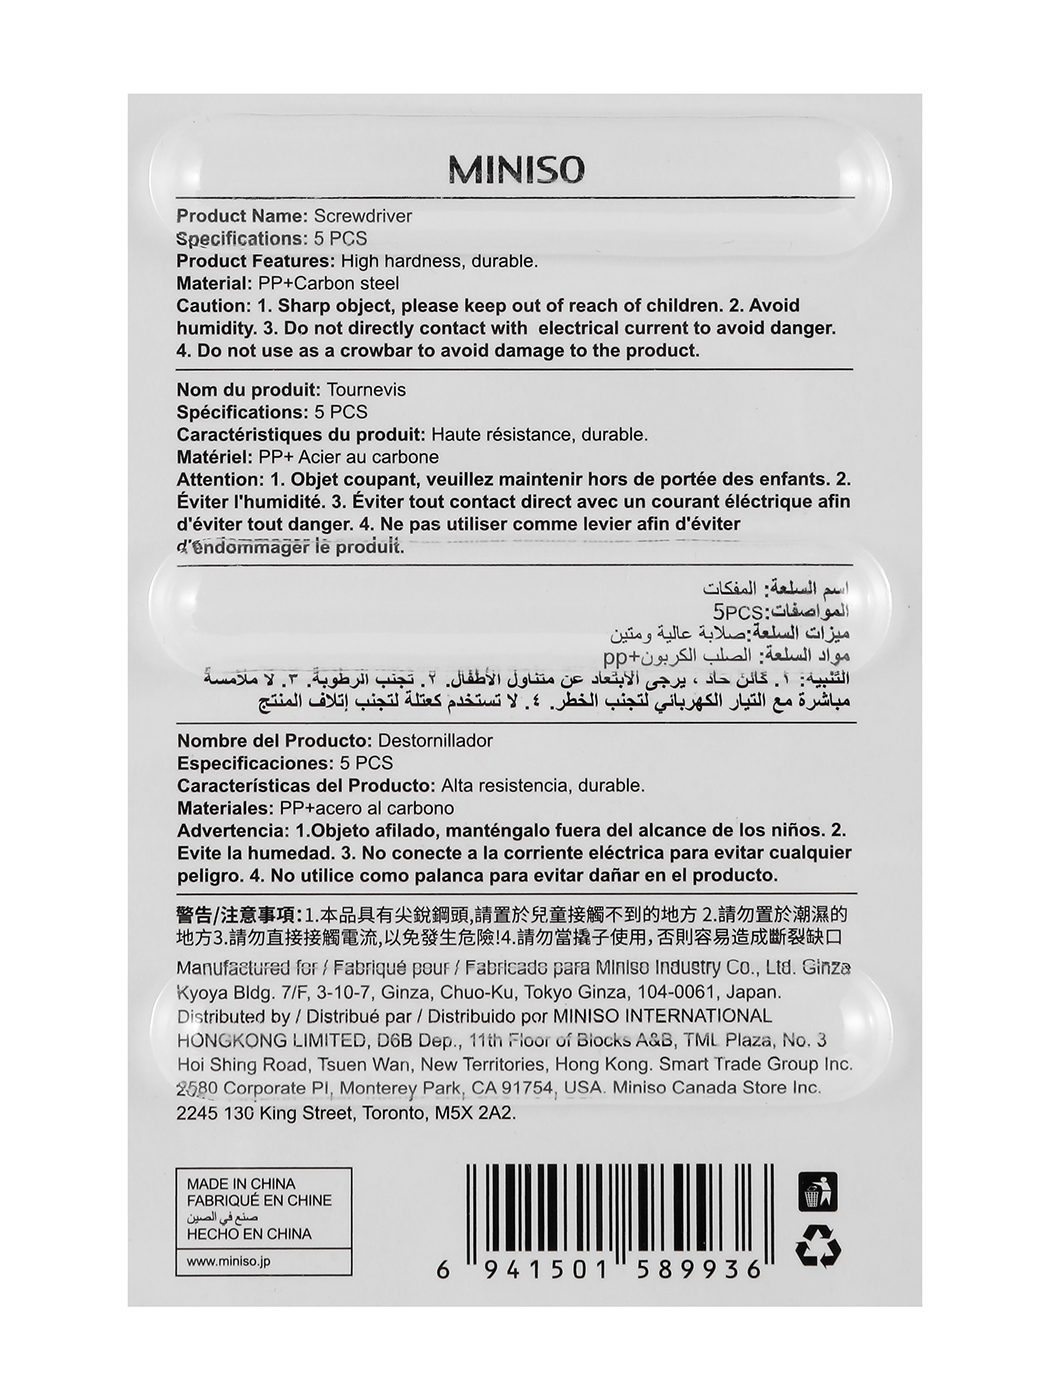 MINISO
Product Name: Screwdriver
Specifications: 5 PCS
Product Features: High hardness, durable.
Material: PP+Carbon steel
Caution: 1. Sharp object, please keep out of reach of children. 2. Avoid
humidity. 3. Do not directly contact with electrical current to avoid danger.
4. Do not use as a crowbar to avoid damage to the product.
Nom du produit: Tournevis
Spécifications: 5 PCS
Caractéristiques du produit: Haute résistance, durable.
Matériel: PP+ Acier au carbone
Attention: 1. Objet coupant, veuillez maintenir hors de portée des enfants. 2.
Éviter l'humidité. 3. Éviter tout contact direct avec un courant éléctrique afin
d'éviter tout danger. 4. Ne pas utiliser comme levier afin d'éviter
d'endommager le produit.
اسم السلعة: المفكات
المواصفات:5PCS
ميزات السلعة:صلابة عالية ومتين
مواد السلعة: الصلب الكربون+pp
التنبيه: ١. كائن حاد ، يرجى الابتعاد عن متناول الأطفال. ٢. تجنب الرطوبة. ٣. لا ملامسة
مباشرة مع التيار الكهربائي لتجنب الخطر. ٤. لا تستخدم كعتلة لتجنب إتلاف المنتج
Nombre del Producto: Destornillador
Especificaciones: 5 PCS
Características del Producto: Alta resistencia, durable.
Materiales: PP+acero al carbono
Advertencia: 1.Objeto afilado, manténgalo fuera del alcance de los niños. 2.
Evite la humedad. 3. No conecte a la corriente eléctrica para evitar cualquier
peligro. 4. No utilice como palanca para evitar dañar en el producto.
警告/注意事項:1.本品具有尖銳鋼頭,請置於兒童接觸不到的地方 2.請勿置於潮濕的
地方3.請勿直接接觸電流,以免發生危險!4.請勿當撬子使用,否則容易造成斷裂缺口
Manufactured for / Fabriqué pour / Fabricado para Miniso Industry Co., Ltd. Ginza
Kyoya Bldg. 7/F, 3-10-7, Ginza, Chuo-Ku, Tokyo Ginza, 104-0061, Japan.
Distributed by / Distribué par / Distribuido por MINISO INTERNATIONAL
HONGKONG LIMITED, D6B Dep., 11th Floor of Blocks A&B, TML Plaza, No. 3
Hoi Shing Road, Tsuen Wan, New Territories, Hong Kong. Smart Trade Group Inc.
2580 Corporate Pl, Monterey Park, CA 91754, USA. Miniso Canada Store Inc.
2245 130 King Street, Toronto, M5X 2A2.
MADE IN CHINA
FABRIQUÉ EN CHINE
صنع في الصين
HECHO EN CHINA
www.miniso.jp
6 941501 589936